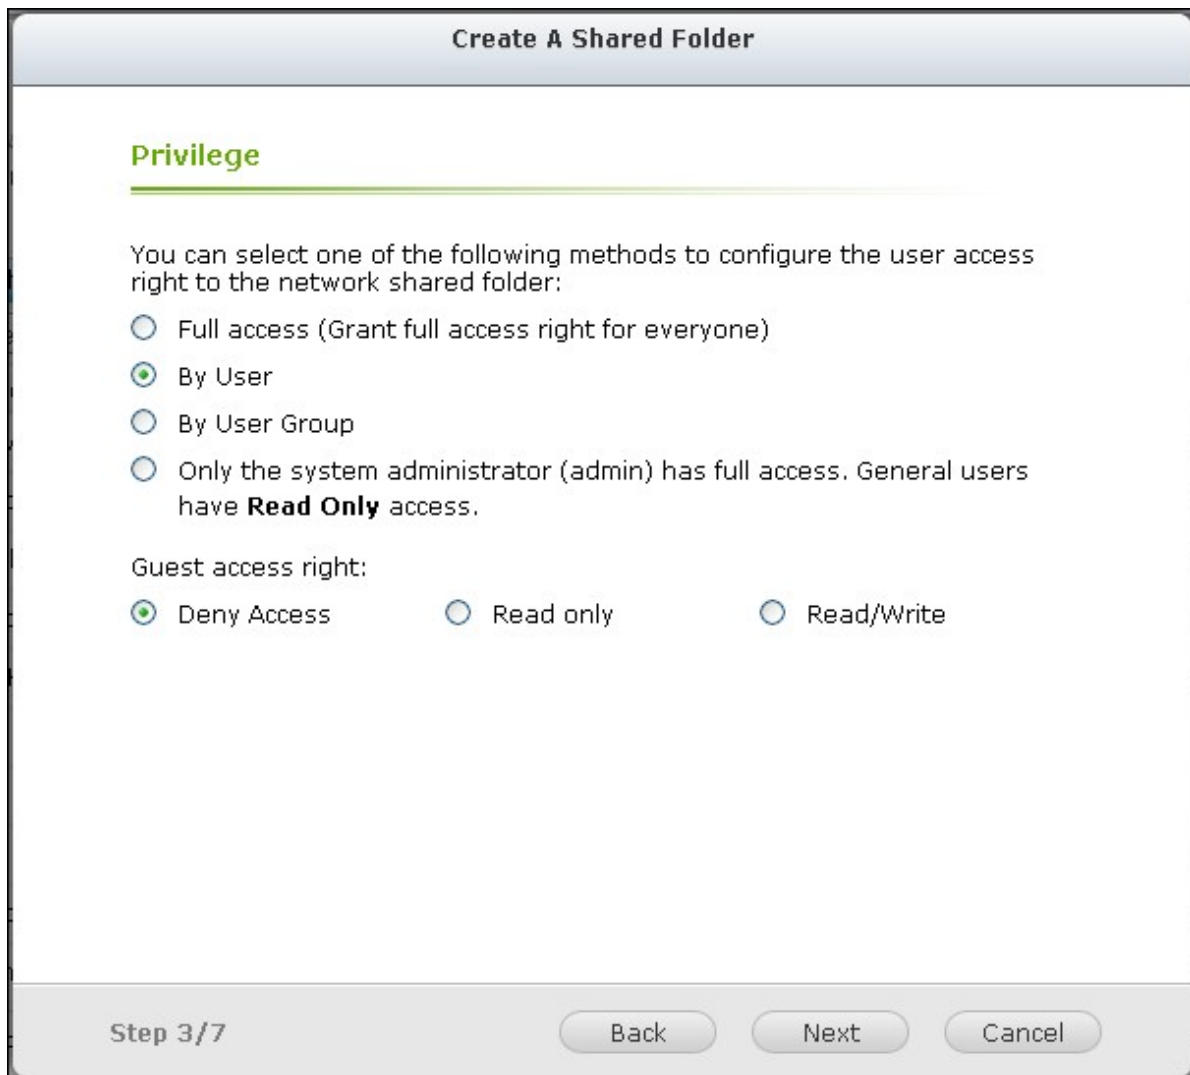 Create A Shared Folder
Privilege
You can select one of the following methods to configure the user access
right to the network shared folder:
Full access (Grant full access right for everyone)
By User
By User Group
Only the system administrator (admin) has full access. General users
have Read Only access.
Guest access right:
Deny Access Read only Read/Write
Step 3/7 Back Next Cancel